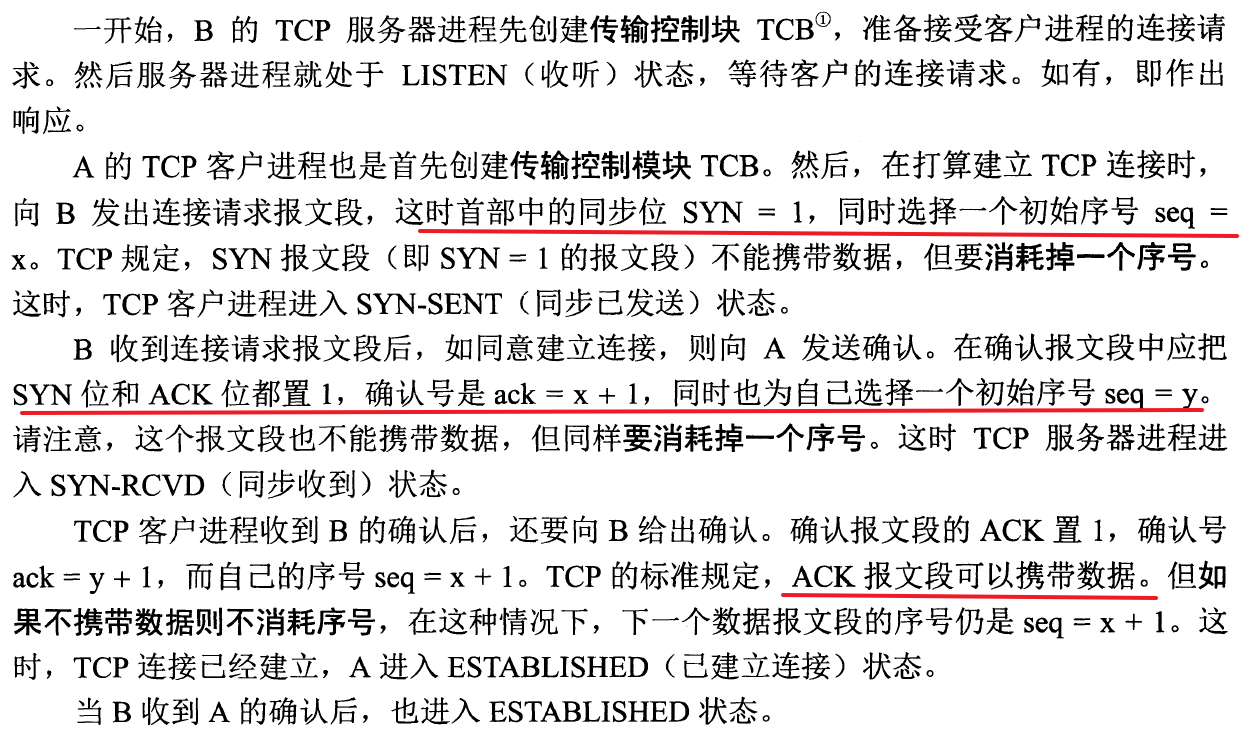 一开始，B 的 TCP 服务器进程先创建传输控制块 TCB①，准备接受客户进程的连接请
求。然后服务器进程就处于 LISTEN（收听）状态，等待客户的连接请求。如有，即作出
响应。
A 的 TCP 客户进程也是首先创建传输控制模块 TCB。然后，在打算建立 TCP 连接时，
向 B 发出连接请求报文段，这时首部中的同步位 SYN = 1，同时选择一个初始序号 seq =
x。TCP 规定，SYN 报文段（即 SYN = 1 的报文段）不能携带数据，但要消耗掉一个序号。
这时，TCP 客户进程进入 SYN-SENT（同步已发送）状态。
B 收到连接请求报文段后，如同意建立连接，则向 A 发送确认。在确认报文段中应把
SYN 位和 ACK 位都置 1，确认号是 ack = x + 1，同时也为自己选择一个初始序号 seq = y。
请注意，这个报文段也不能携带数据，但同样要消耗掉一个序号。这时 TCP 服务器进程进
入 SYN-RCVD（同步收到）状态。
TCP 客户进程收到 B 的确认后，还要向 B 给出确认。确认报文段的 ACK 置 1，确认号
ack = y + 1，而自己的序号 seq = x + 1。TCP 的标准规定，ACK 报文段可以携带数据。但如
果不携带数据则不消耗序号，在这种情况下，下一个数据报文段的序号仍是 seq = x + 1。这
时，TCP 连接已经建立，A 进入 ESTABLISHED（已建立连接）状态。
当 B 收到 A 的确认后，也进入 ESTABLISHED 状态。